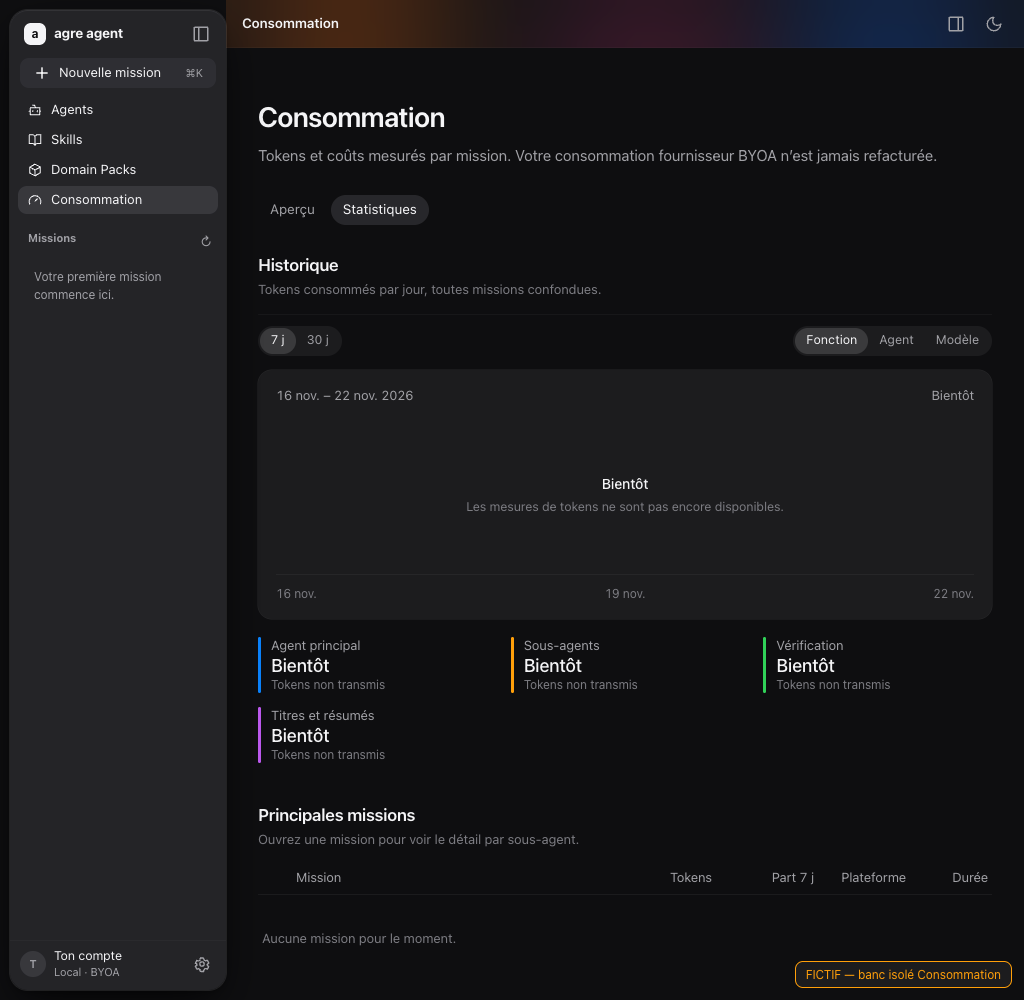 a agre agent
Nouvelle mission ⌘K
Agents
Skills
Domain Packs
Consommation
Missions
Votre première mission
commence ici.
T
Ton compte
Local · BYOA
Consommation
Consommation
Tokens et coûts mesurés par mission. Votre consommation fournisseur BYOA n’est jamais refacturée.
Aperçu Statistiques
Historique
Tokens consommés par jour, toutes missions confondues.
7 j 30 j Fonction Agent Modèle
16 nov. – 22 nov. 2026 Bientôt
Bientôt
Les mesures de tokens ne sont pas encore disponibles.
16 nov. 19 nov. 22 nov.
Agent principal
Bientôt
Tokens non transmis
Sous-agents
Bientôt
Tokens non transmis
Vérification
Bientôt
Tokens non transmis
Titres et résumés
Bientôt
Tokens non transmis
Principales missions
Ouvrez une mission pour voir le détail par sous-agent.
Mission Tokens Part 7 j Plateforme Durée
Aucune mission pour le moment.
FICTIF — banc isolé Consommation